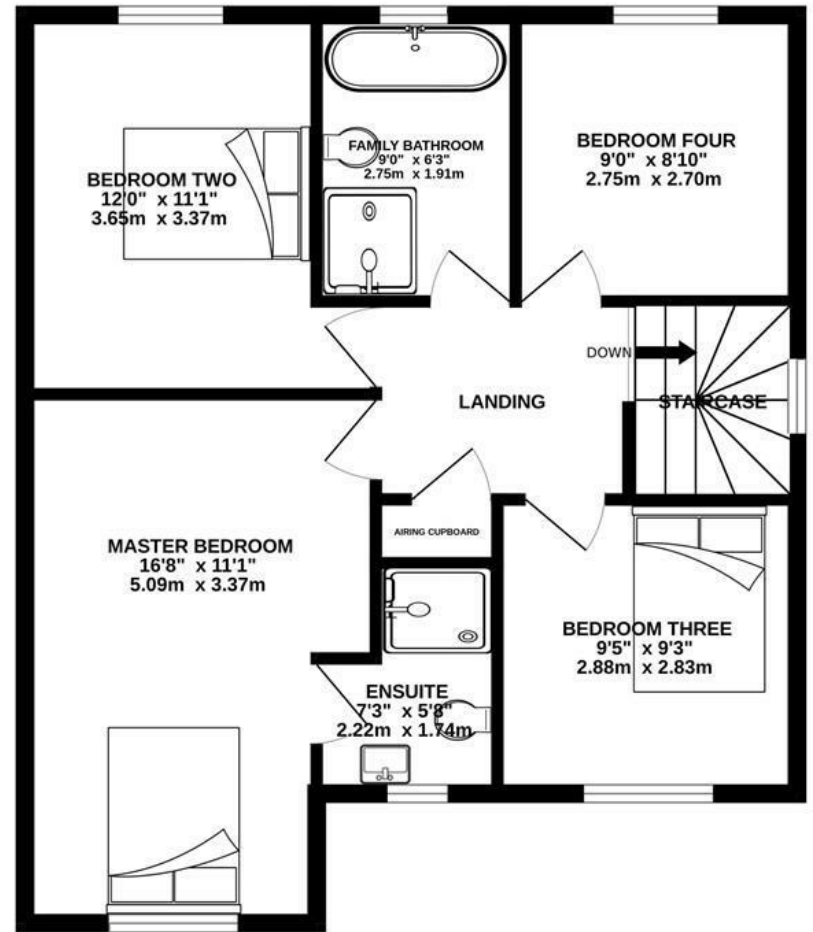 BEDROOM TWO
12'0" x 11'1"
3.65m x 3.37m
FAMILY BATHROOM
9'0" x 6'3"
2.75m x 1.91m
BEDROOM FOUR
9'0" x 8'10"
2.75m x 2.70m
DOWN
STAIRCASE
LANDING
AIRING CUPBOARD
MASTER BEDROOM
16'8" x 11'1"
5.09m x 3.37m
ENSUITE
7'3" x 5'8"
2.22m x 1.74m
BEDROOM THREE
9'5" x 9'3"
2.88m x 2.83m